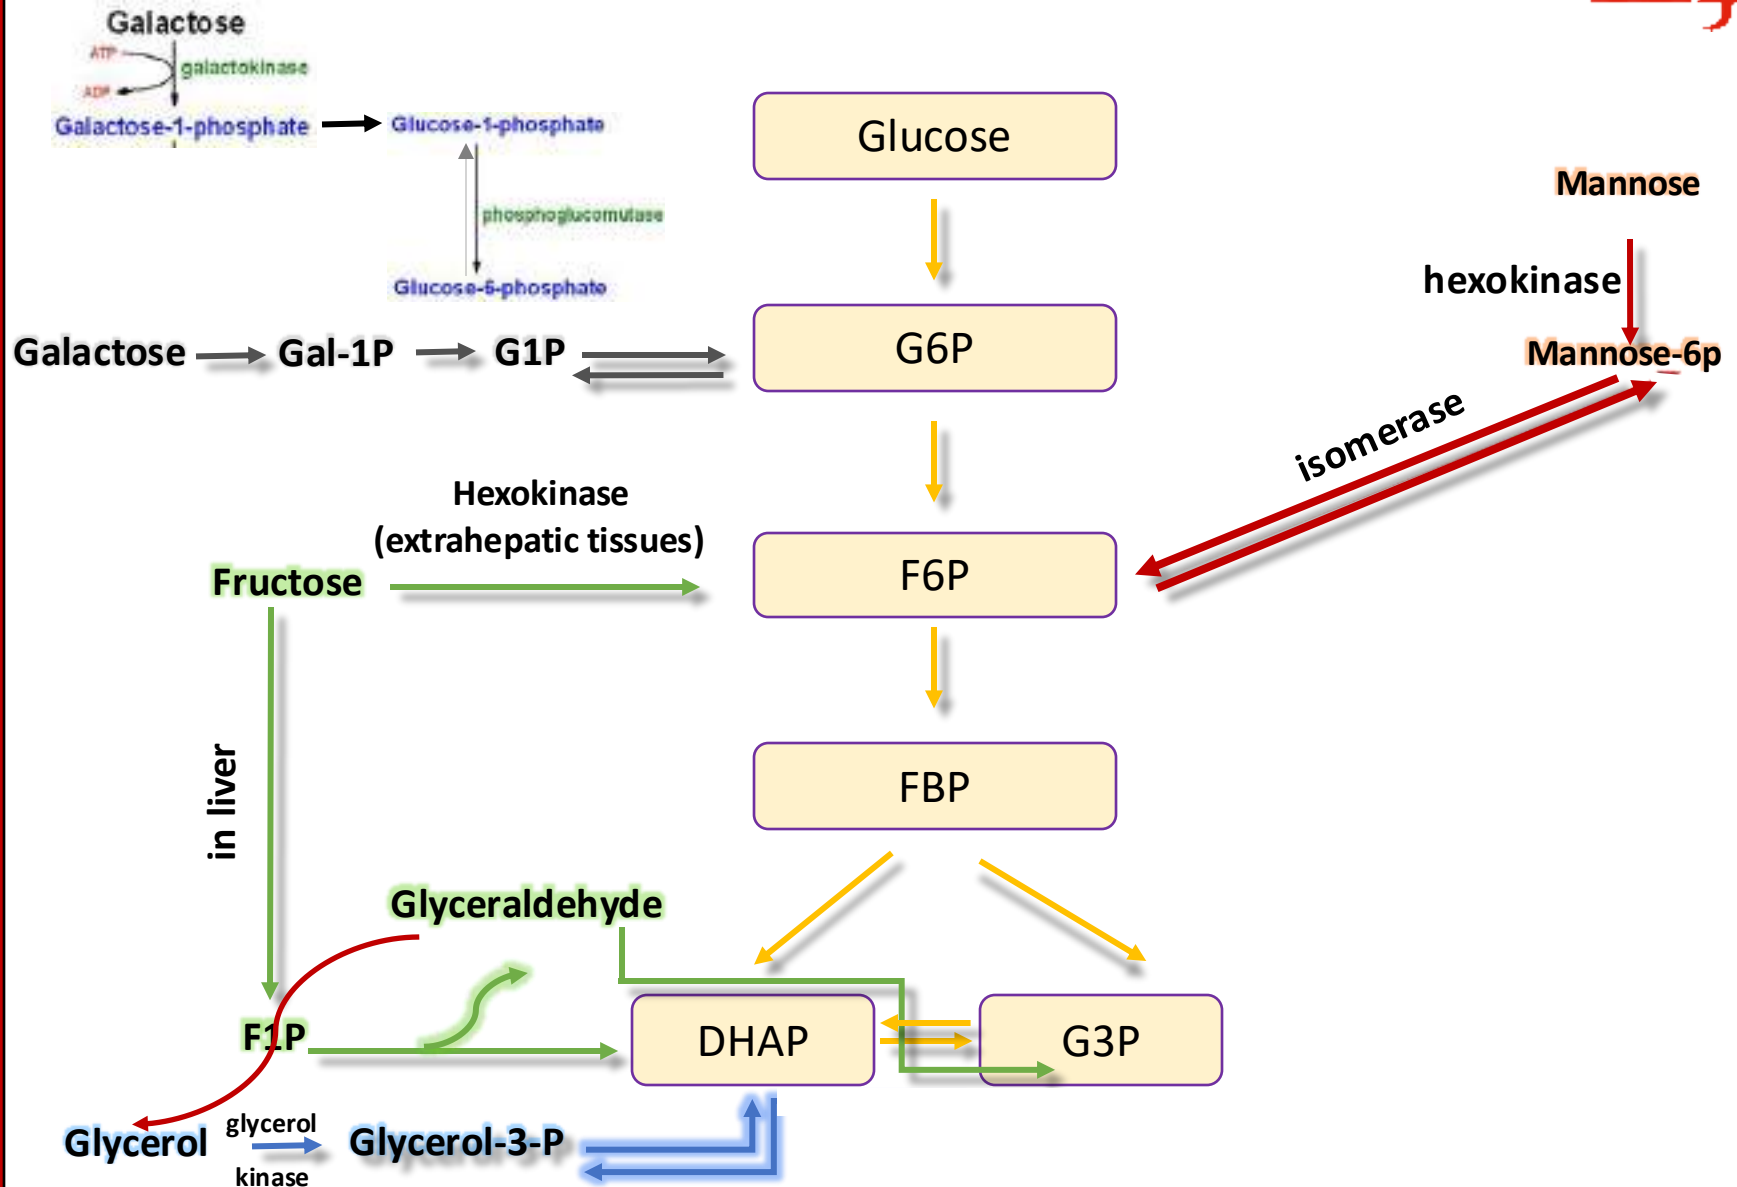 Galactose
ATP
galactokinase
ADP
Galactose-1-phosphate
Glucose-1-phosphate
phosphoglucomutase
Glucose-6-phosphate
Glucose
Mannose
hexokinase
Mannose-6p
Galactose
Gal-1P
G1P
G6P
isomerase
Hexokinase
(extrahepatic tissues)
Fructose
F6P
in liver
FBP
Glyceraldehyde
F1P
DHAP
G3P
Glycerol
glycerol
kinase
Glycerol-3-P